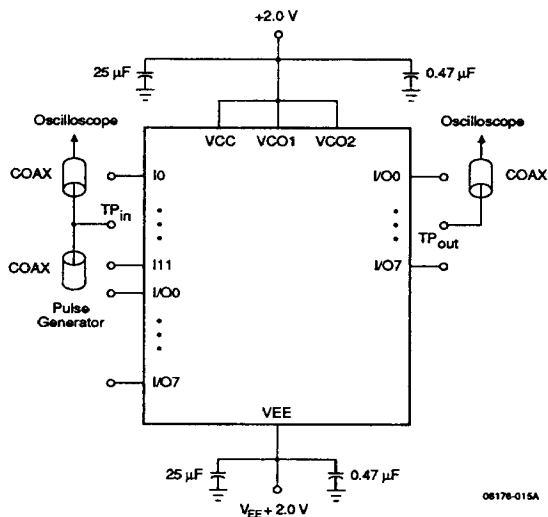 +2.0 V
25 µF
0.47 µF
Oscilloscope
Oscilloscope
VCC VCO1 VCO2
COAX
I0
I/O0
COAX
TPin
TPout
COAX
I11
I/O7
I/O0
Pulse
Generator
I/O7
VEE
25 µF
0.47 µF
VEE + 2.0 V
06176-015A